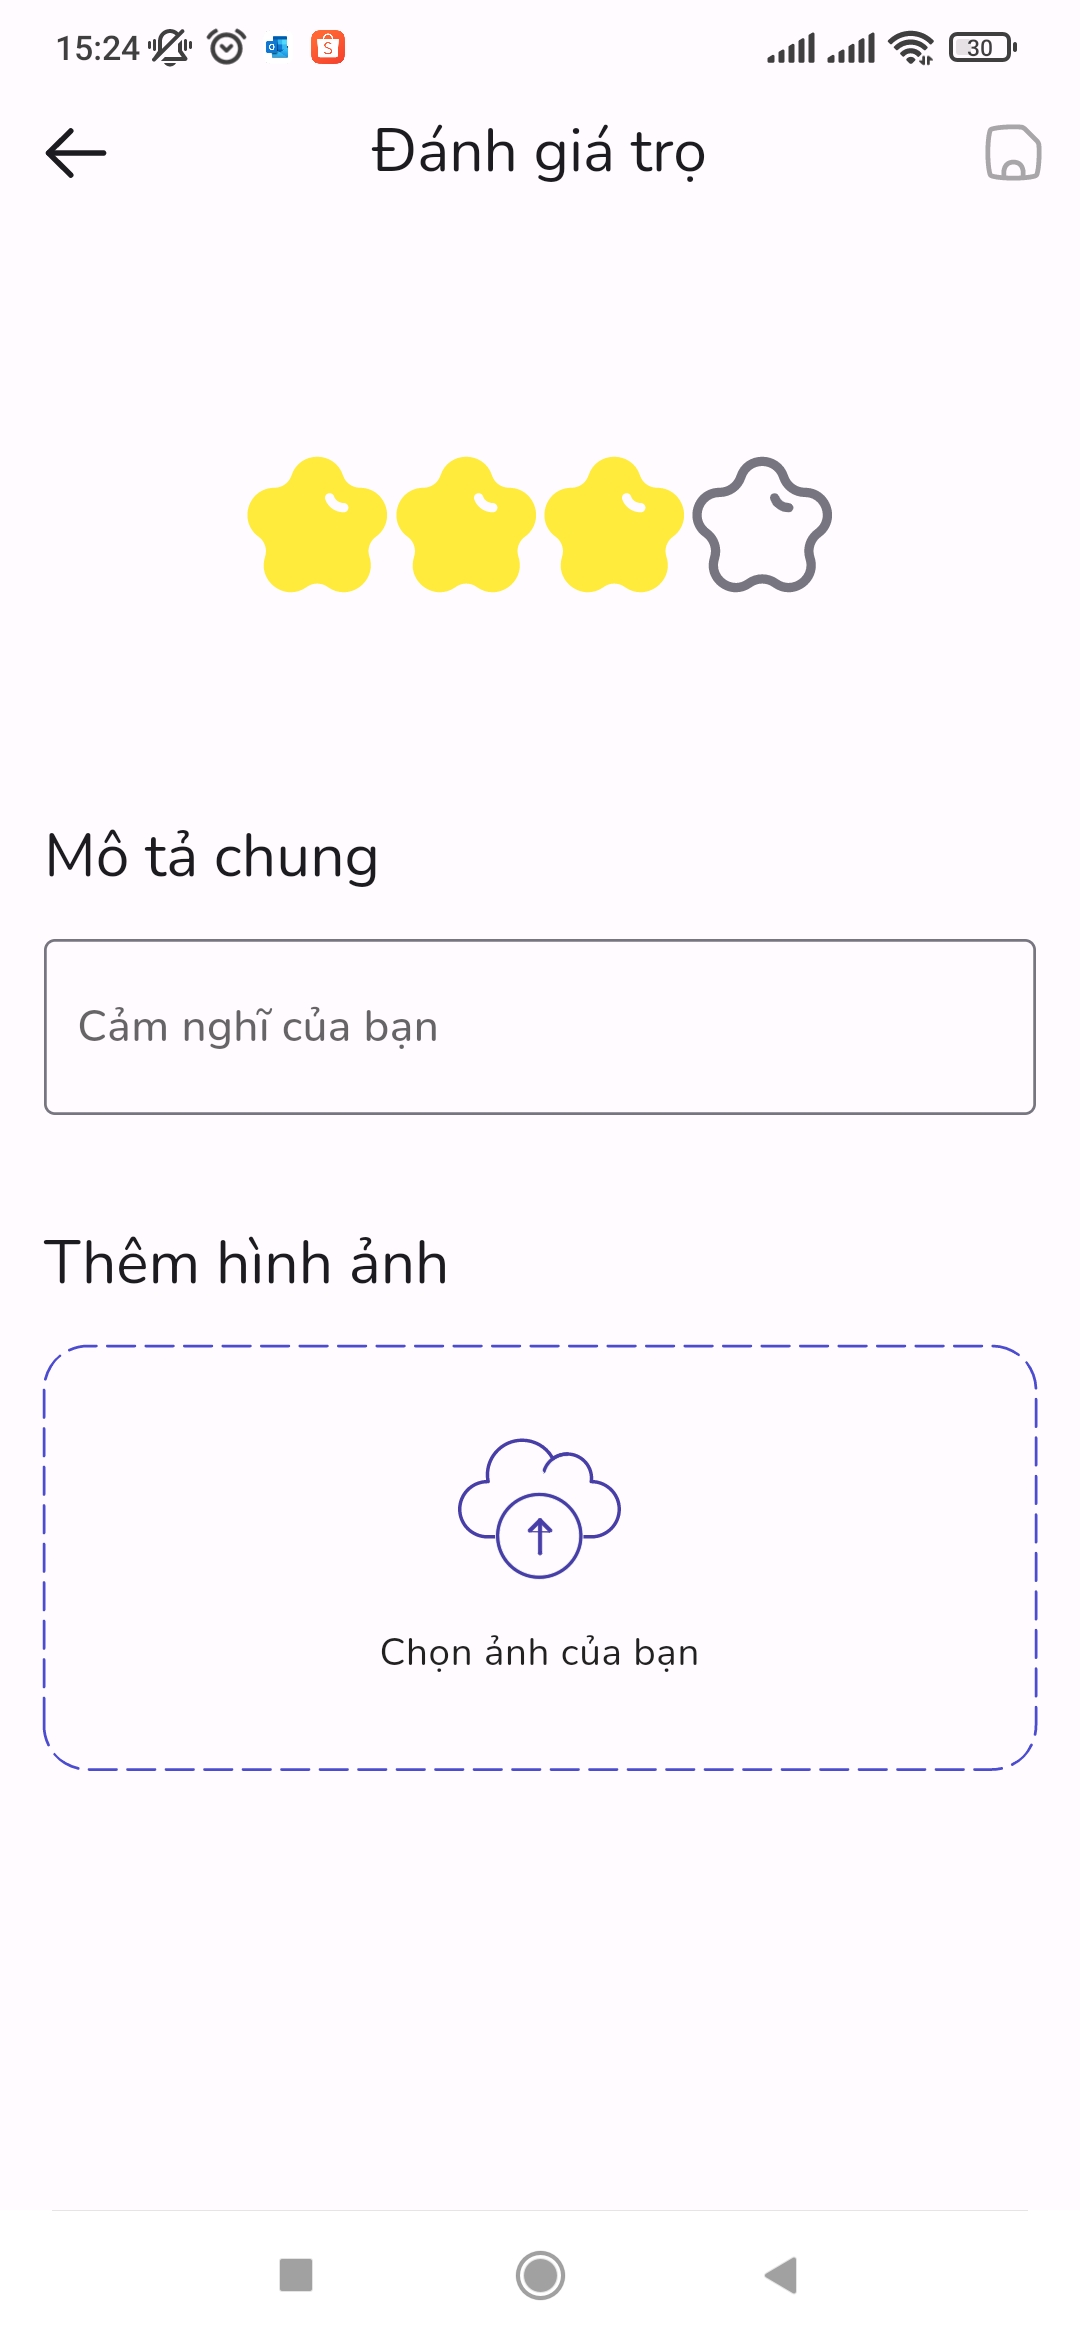 15:24
30
Đánh giá trọ
Mô tả chung
Cảm nghĩ của bạn
Thêm hình ảnh
Chọn ảnh của bạn